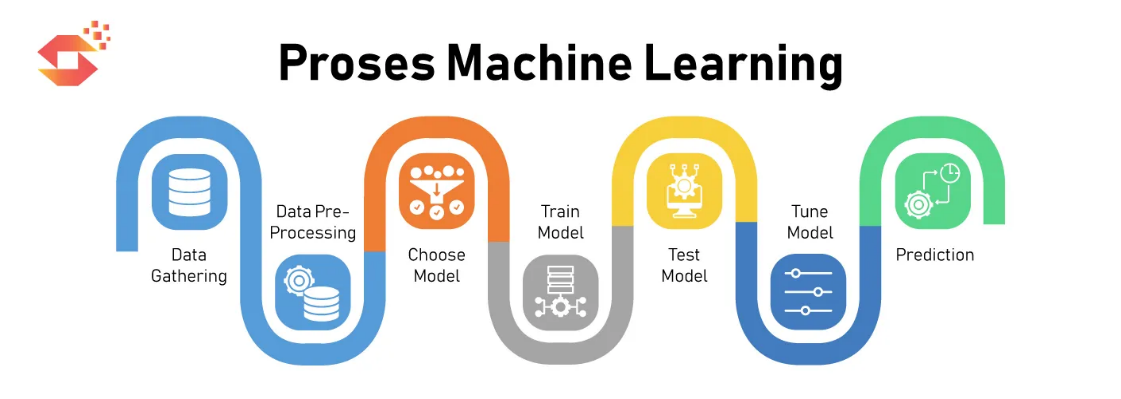 Proses Machine Learning
Data
Gathering
Data Pre-
Processing
Choose
Model
Train
Model
Test
Model
Tune
Model
Prediction